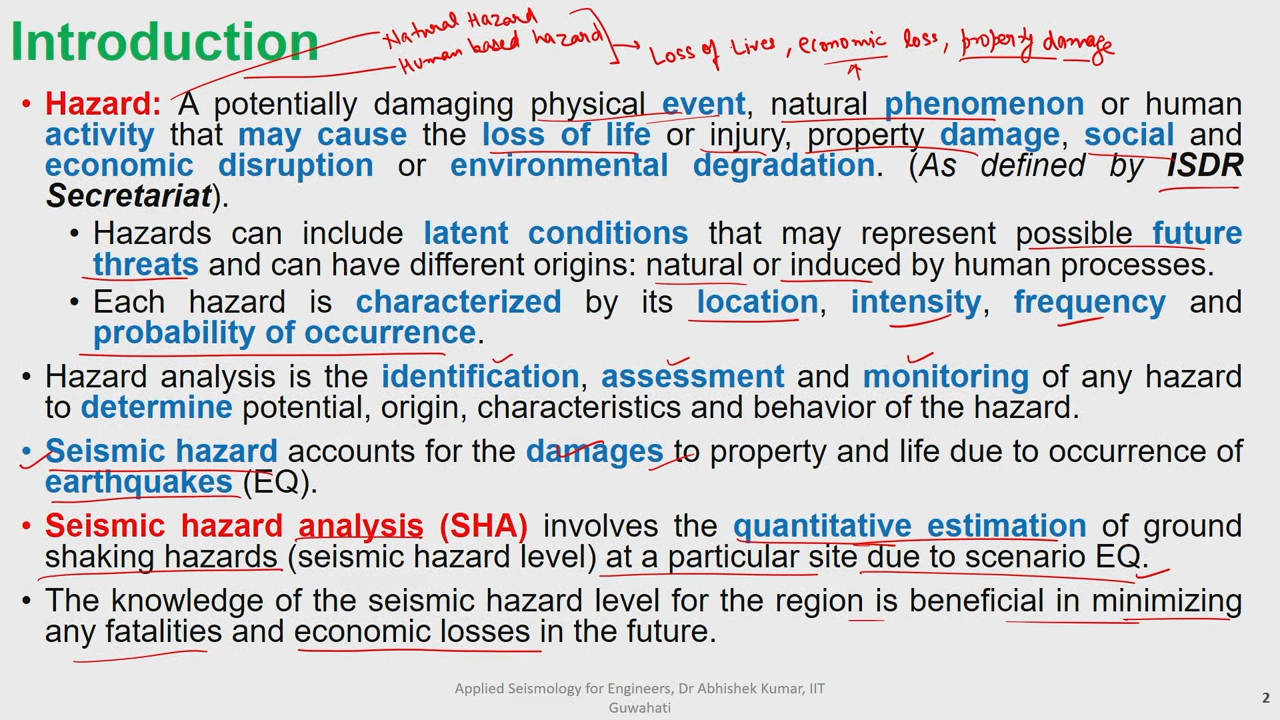 Introduction
Natural Hazard
Human based hazard
Loss of Lives, economic loss, property damage
• Hazard: A potentially damaging physical event, natural phenomenon or human
activity that may cause the loss of life or injury, property damage, social and
economic disruption or environmental degradation. (As defined by ISDR
Secretariat).
• Hazards can include latent conditions that may represent possible future
threats and can have different origins: natural or induced by human processes.
• Each hazard is characterized by its location, intensity, frequency and
probability of occurrence.
• Hazard analysis is the identification, assessment and monitoring of any hazard
to determine potential, origin, characteristics and behavior of the hazard.
• Seismic hazard accounts for the damages to property and life due to occurrence of
earthquakes (EQ).
• Seismic hazard analysis (SHA) involves the quantitative estimation of ground
shaking hazards (seismic hazard level) at a particular site due to scenario EQ.
• The knowledge of the seismic hazard level for the region is beneficial in minimizing
any fatalities and economic losses in the future.
Applied Seismology for Engineers, Dr Abhishek Kumar, IIT
Guwahati
2